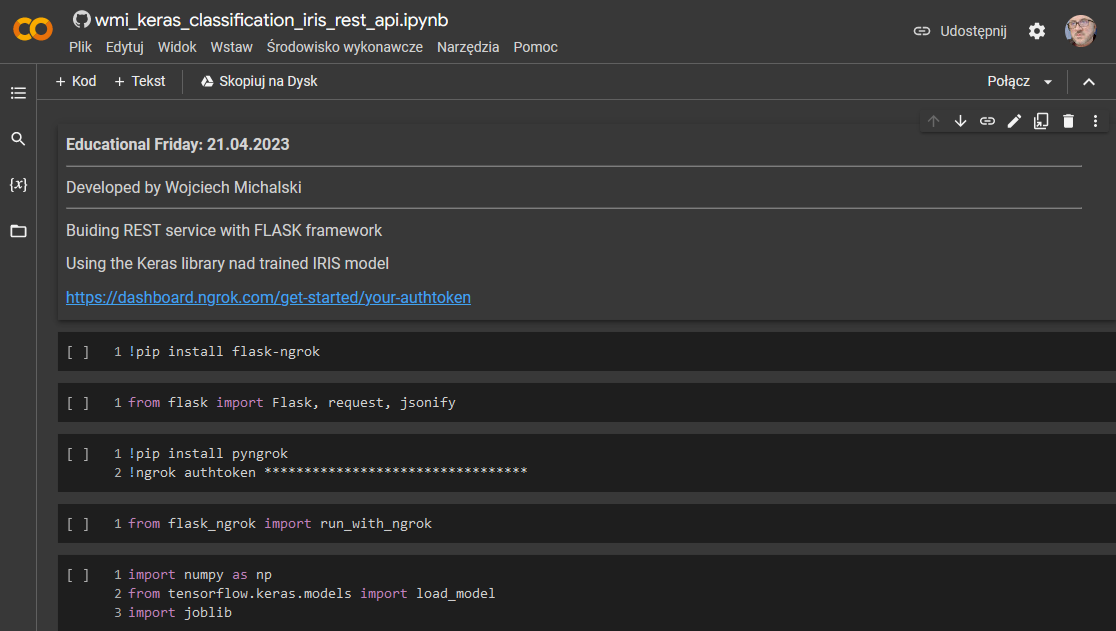 wmi_keras_classification_iris_rest_api.ipynb
Plik Edytuj Widok Wstaw Środowisko wykonawcze Narzędzia Pomoc
Udostępnij
+ Kod + Tekst Skopiuj na Dysk
Połącz
Educational Friday: 21.04.2023
Developed by Wojciech Michalski
Buiding REST service with FLASK framework
Using the Keras library nad trained IRIS model
https://dashboard.ngrok.com/get-started/your-authtoken
[ ] 1 !pip install flask-ngrok
[ ] 1 from flask import Flask, request, jsonify
[ ] 1 !pip install pyngrok
2 !ngrok authtoken *********************************
[ ] 1 from flask_ngrok import run_with_ngrok
[ ] 1 import numpy as np
2 from tensorflow.keras.models import load_model
3 import joblib